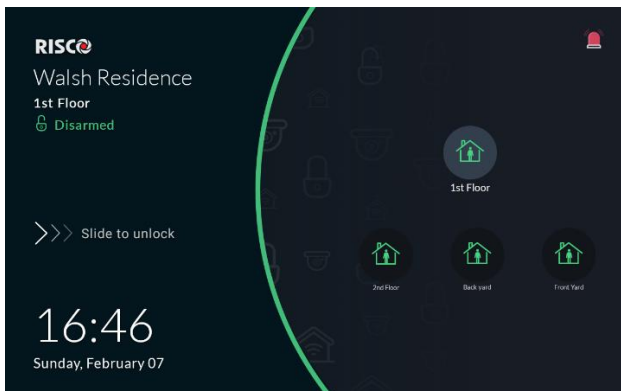 RISCO
Walsh Residence
1st Floor
Disarmed
Slide to unlock
16:46
Sunday, February 07
1st Floor
2nd Floor
Back yard
Front Yard